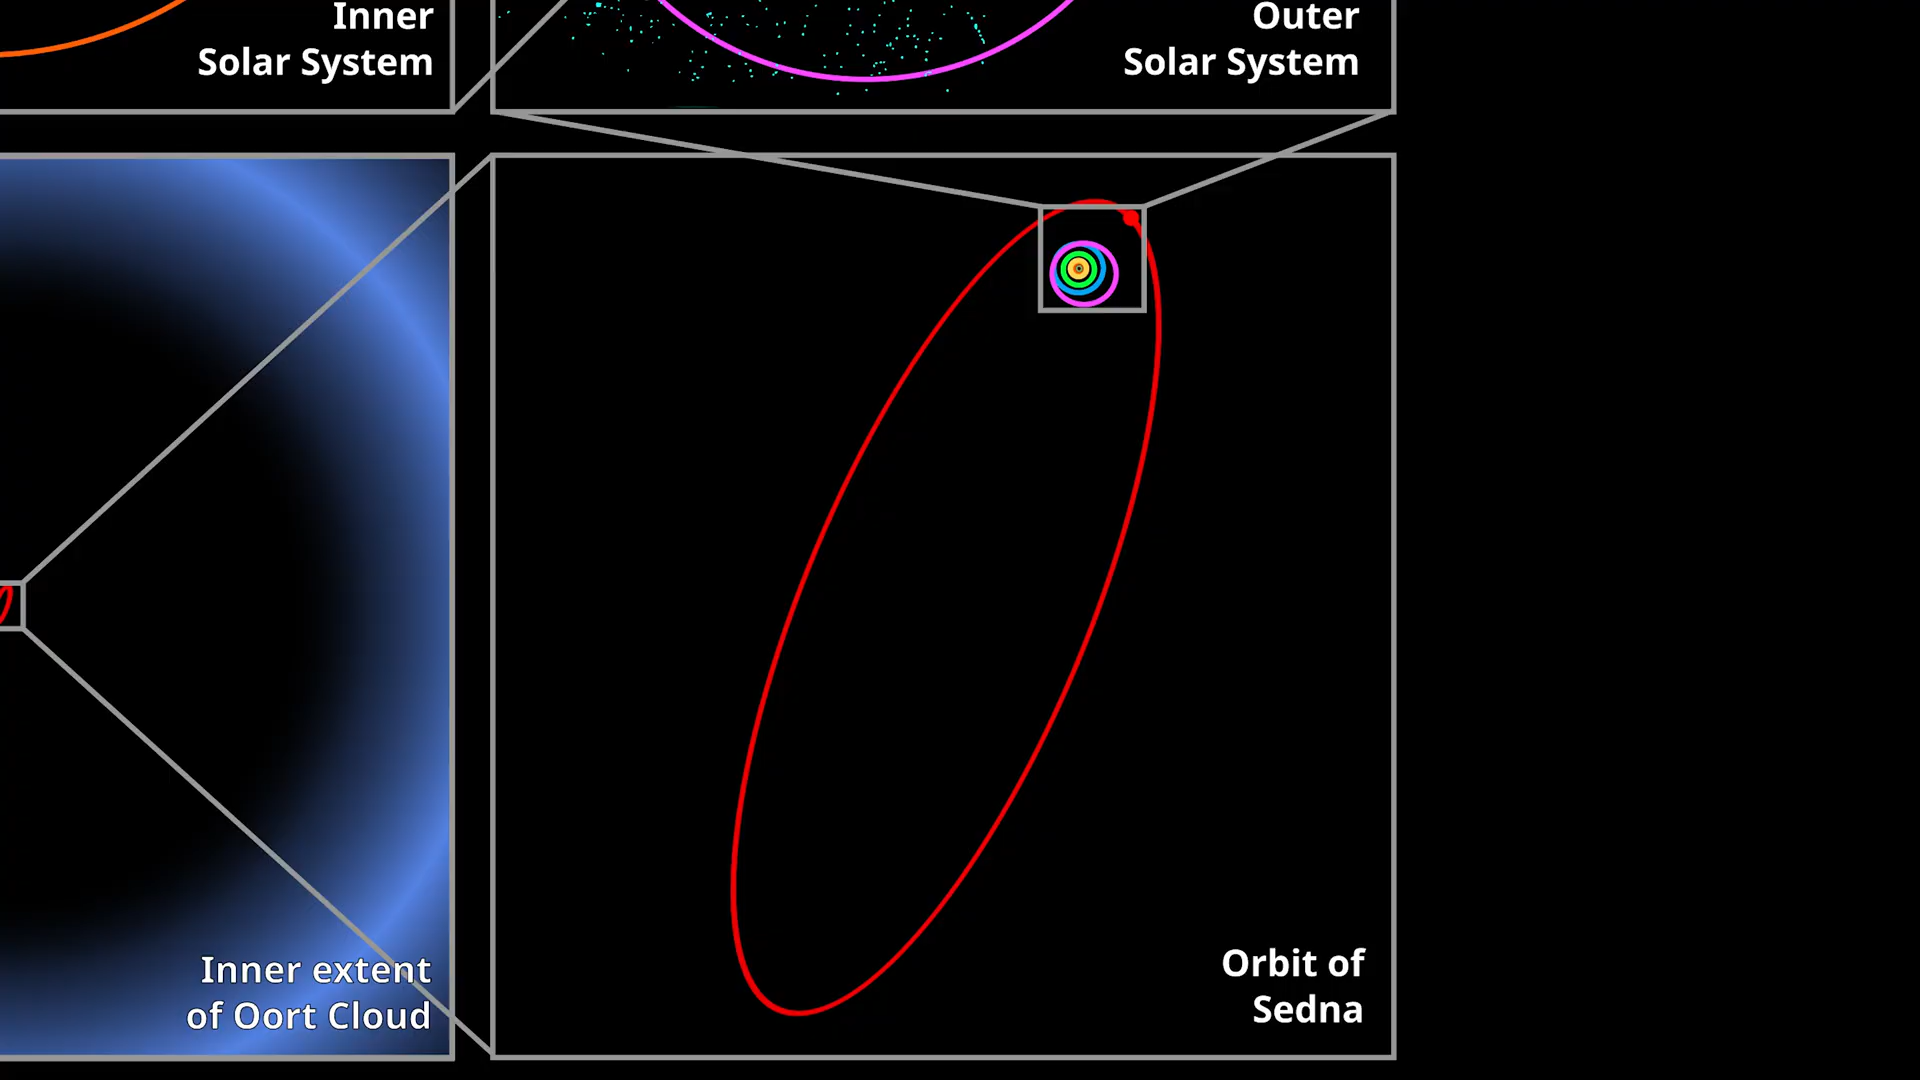 Inner
Solar System
Outer
Solar System
Inner extent
of Oort Cloud
Orbit of
Sedna